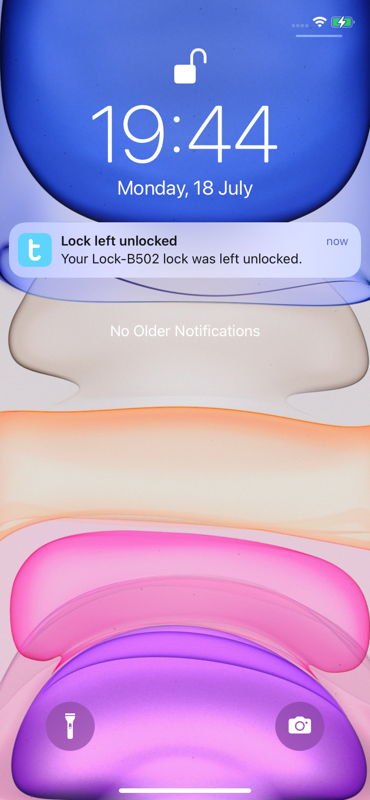 19:44
Monday, 18 July
t
Lock left unlocked
now
Your Lock-B502 lock was left unlocked.
No Older Notifications